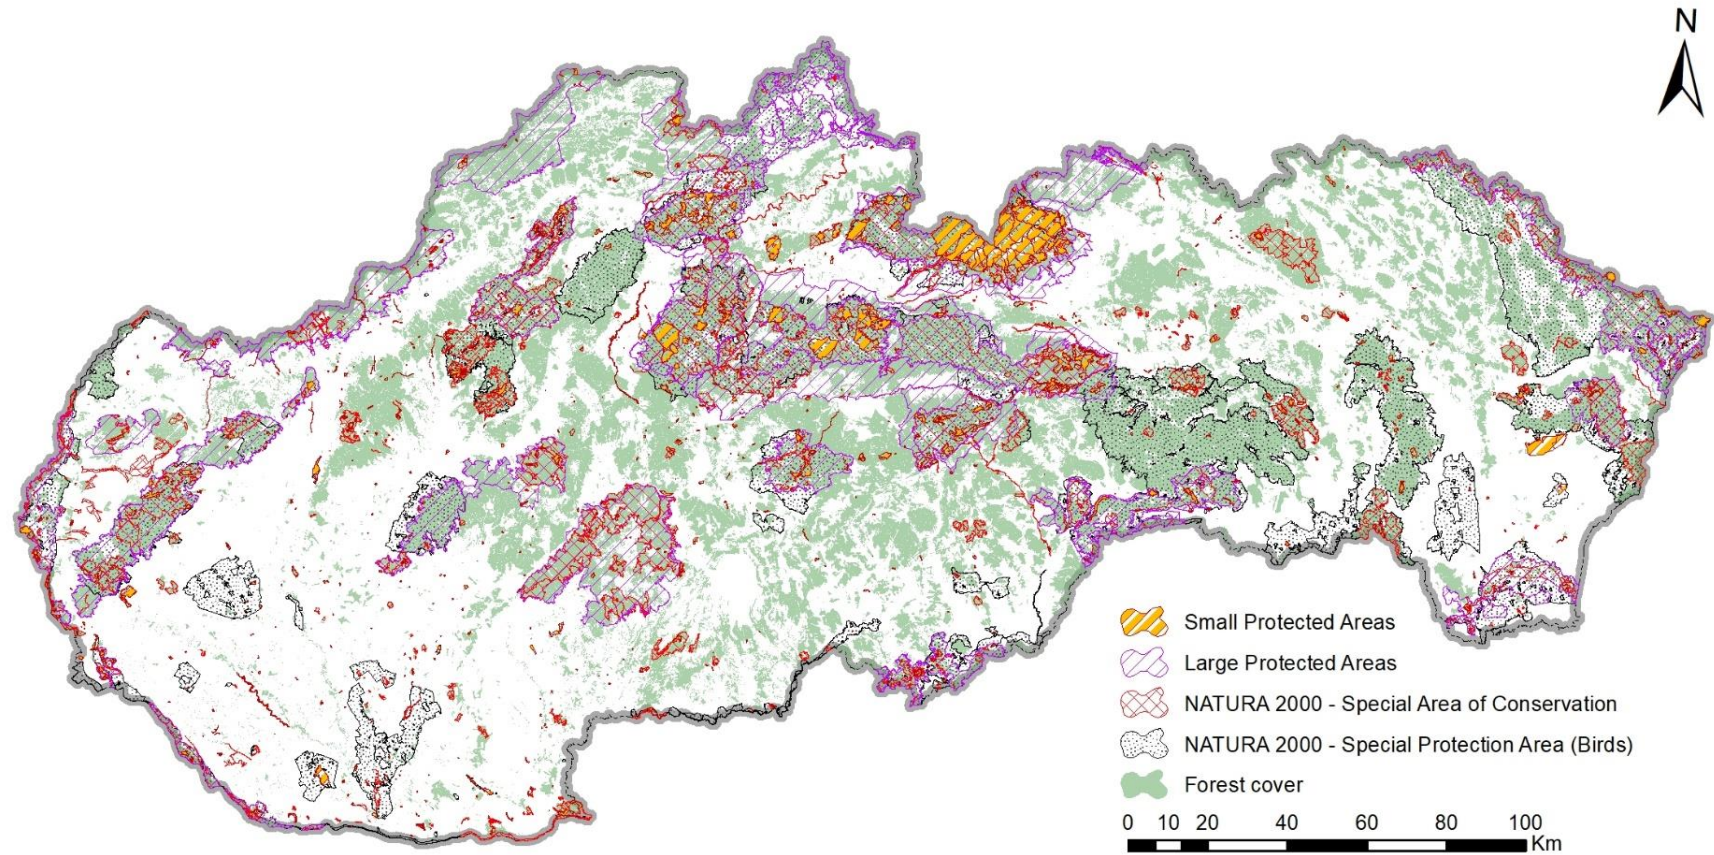 N
Small Protected Areas
Large Protected Areas
NATURA 2000 - Special Area of Conservation
NATURA 2000 - Special Protection Area (Birds)
Forest cover
0 10 20 40 60 80 100
Km